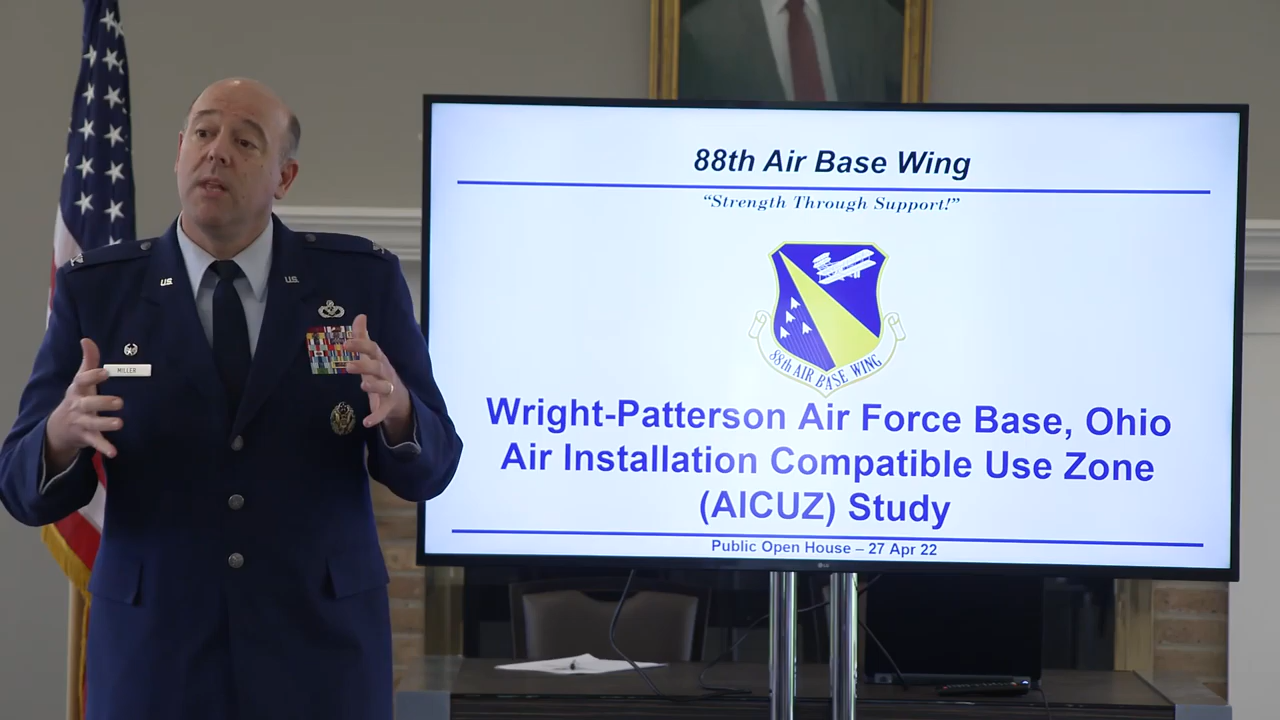 88th Air Base Wing
"Strength Through Support!"
88th AIR BASE WING
Wright-Patterson Air Force Base, Ohio
Air Installation Compatible Use Zone
(AICUZ) Study
Public Open House – 27 Apr 22
LG
U.S.
U.S.
MILLER